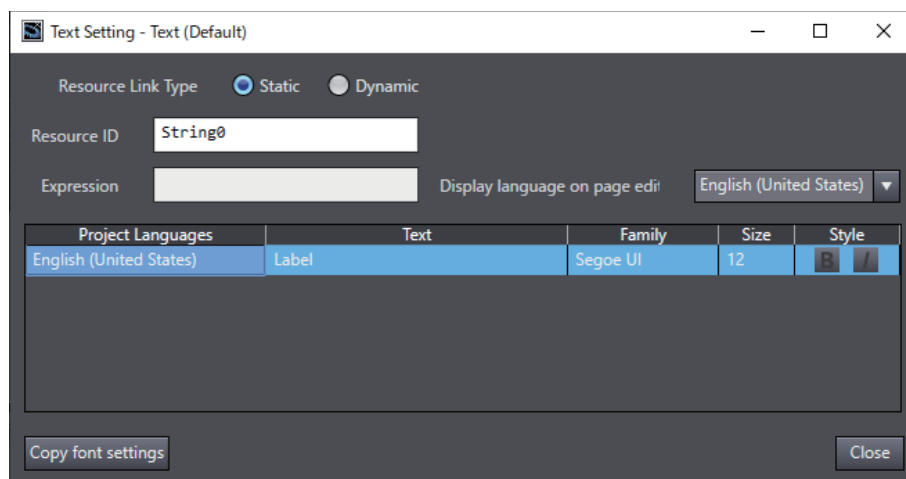 Text Setting - Text (Default)
Resource Link Type Static Dynamic
Resource ID String0
Expression Display language on page edit English (United States)
Project Languages Text Family Size Style
English (United States) Label Segoe UI 12 B I
Copy font settings Close